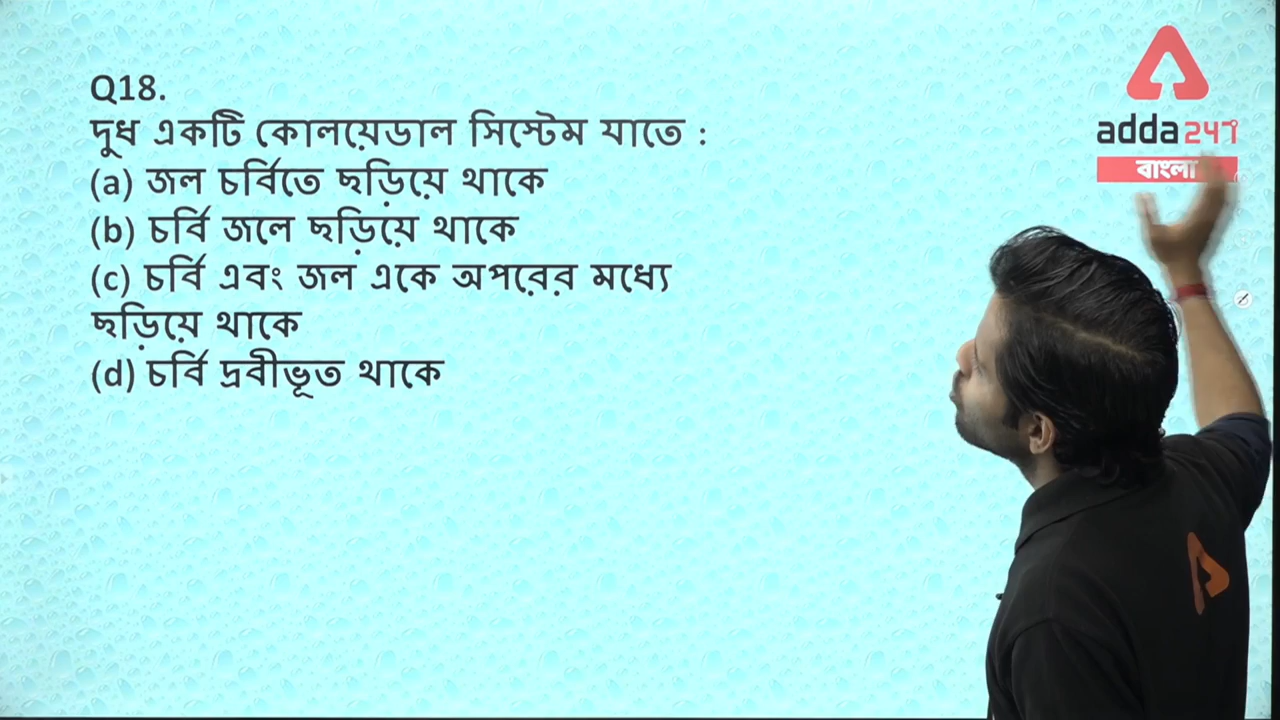 Q18.
দুধ একটি কোলয়েডাল সিস্টেম যাতে :
(a) জল চর্বিতে ছড়িয়ে থাকে
(b) চর্বি জলে ছড়িয়ে থাকে
(c) চর্বি এবং জল একে অপরের মধ্যে
ছড়িয়ে থাকে
(d) চর্বি দ্রবীভূত থাকে
adda247
বাংলা